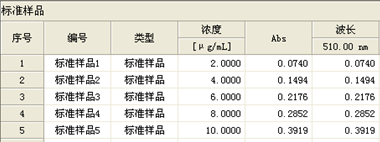 标准样品
序号 编号 类型 浓度 Abs 波长
[μg/mL] 510.00 nm
1 标准样品1 标准样品 2.0000 0.0740 0.0740
2 标准样品2 标准样品 4.0000 0.1494 0.1494
3 标准样品3 标准样品 6.0000 0.2176 0.2176
4 标准样品4 标准样品 8.0000 0.2852 0.2852
5 标准样品5 标准样品 10.0000 0.3919 0.3919